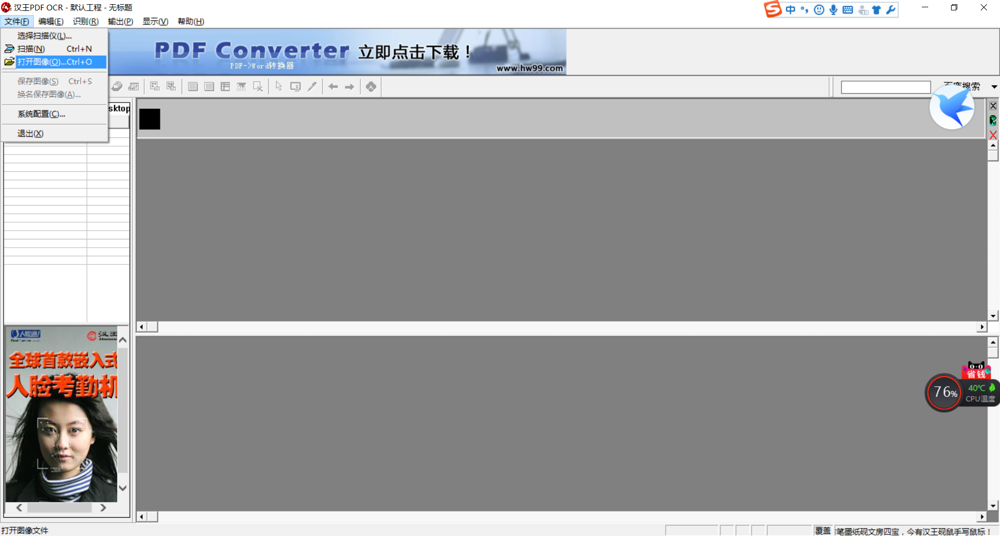 汉王PDF OCR - 默认工程 - 无标题
中
文件(F) 编辑(E) 识别(R) 输出(P) 显示(V) 帮助(H)
选择扫描仪(L)...
扫描(N) Ctrl+N
打开图像(O)...Ctrl+O
保存图像(S) Ctrl+S
换名保存图像(A)...
系统配置(C)...
退出(X)
PDF Converter 立即点击下载！
PDF->Word转换器
www.hw99.com
百度搜索
sktop
人脸通
汉王
全球首款嵌入式
人脸考勤机
省钱
76%
40℃
CPU温度
打开图像文件
覆盖
笔墨纸砚文房四宝，今有汉王砚鼠手写鼠标！